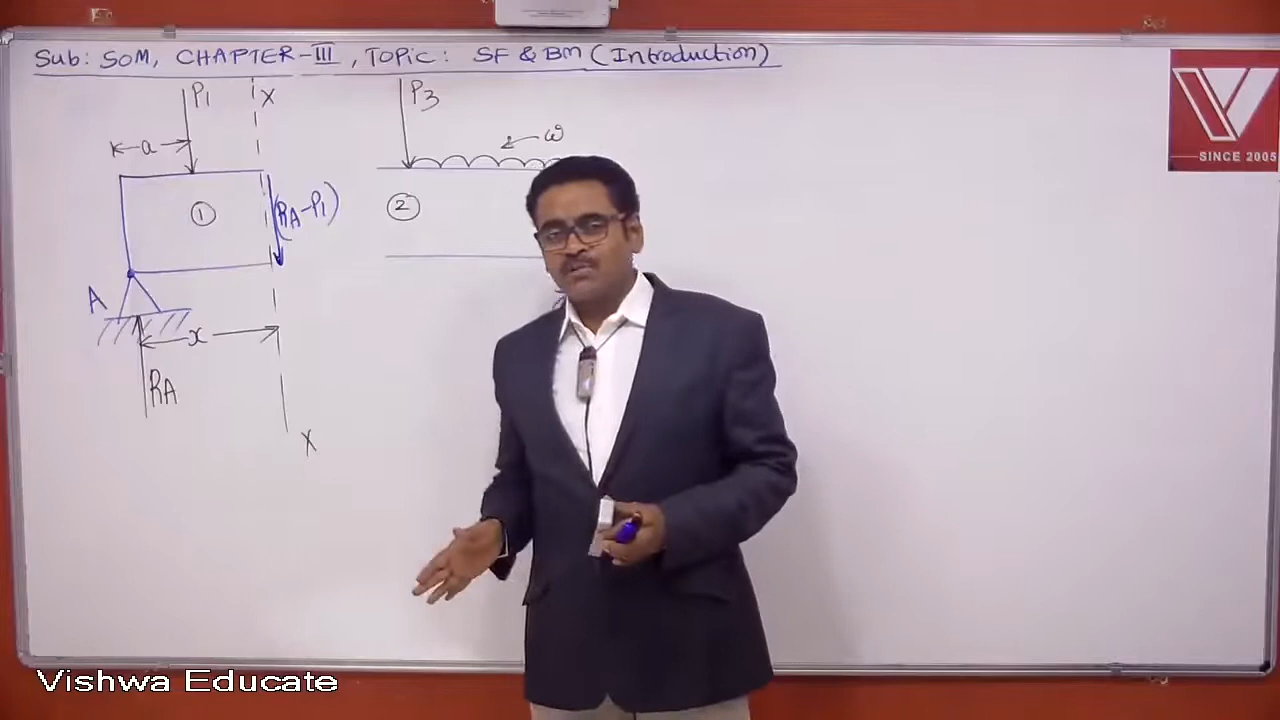 Sub: SOM, CHAPTER-III, TOPIC: SF & BM (Introduction)
P1
X
P3
a
ω
SINCE 2005
(RA-P1)
1
2
A
x
RA
X
Vishwa Educate